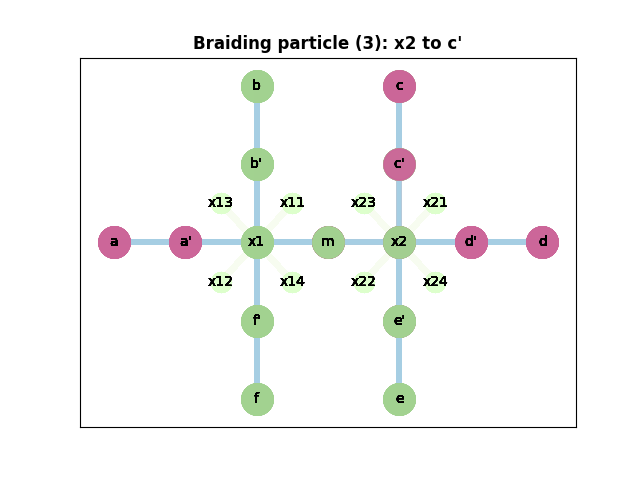 Braiding particle (3): x2 to c'
b c
b' c'
x13 x11 x23 x21
a a' x1 m x2 d' d
x12 x14 x22 x24
f' e'
f e